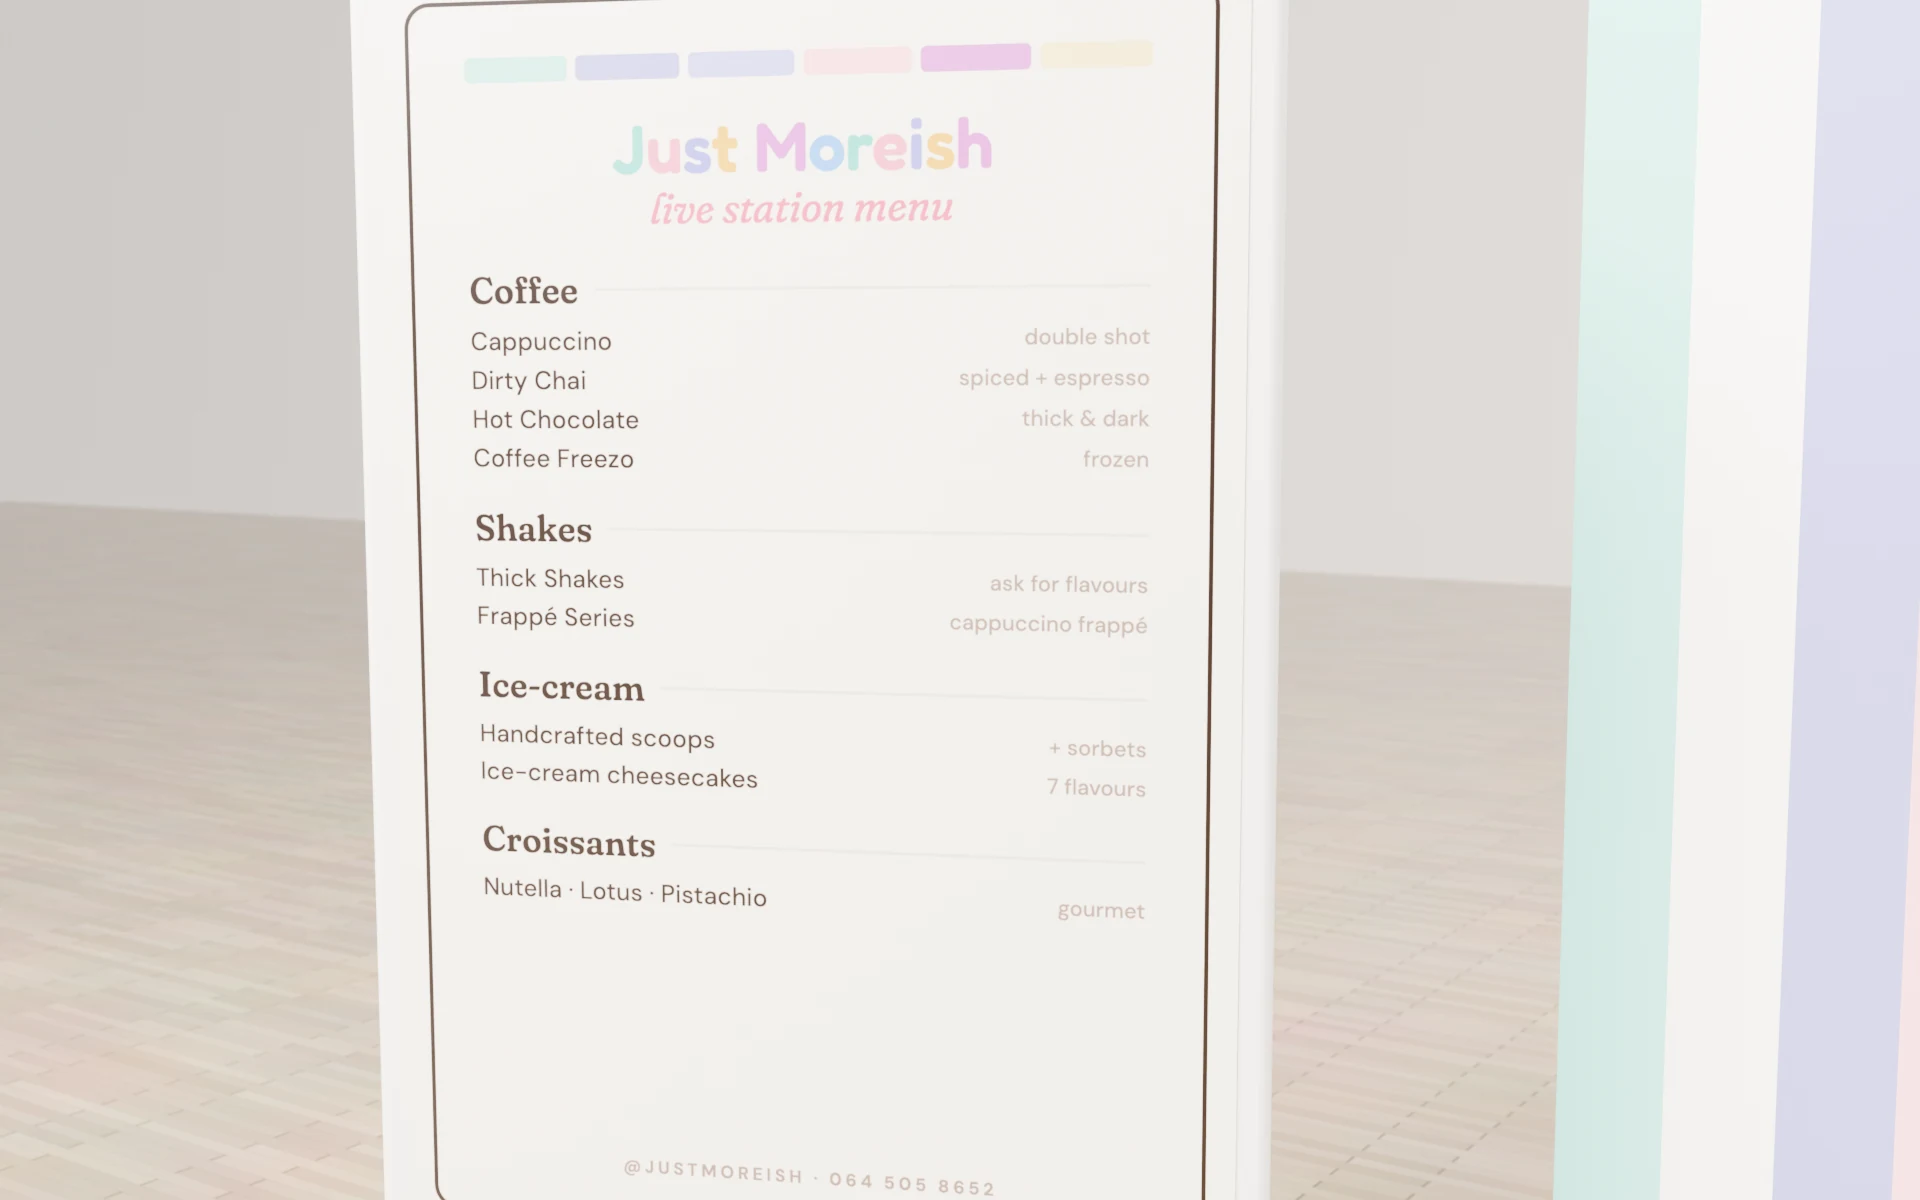 Just Moreish
live station menu
Coffee
Cappuccino double shot
Dirty Chai spiced + espresso
Hot Chocolate thick & dark
Coffee Freezo frozen
Shakes
Thick Shakes ask for flavours
Frappé Series cappuccino frappé
Ice-cream
Handcrafted scoops + sorbets
Ice-cream cheesecakes 7 flavours
Croissants
Nutella · Lotus · Pistachio gourmet
@JUSTMOREISH · 064 505 8652